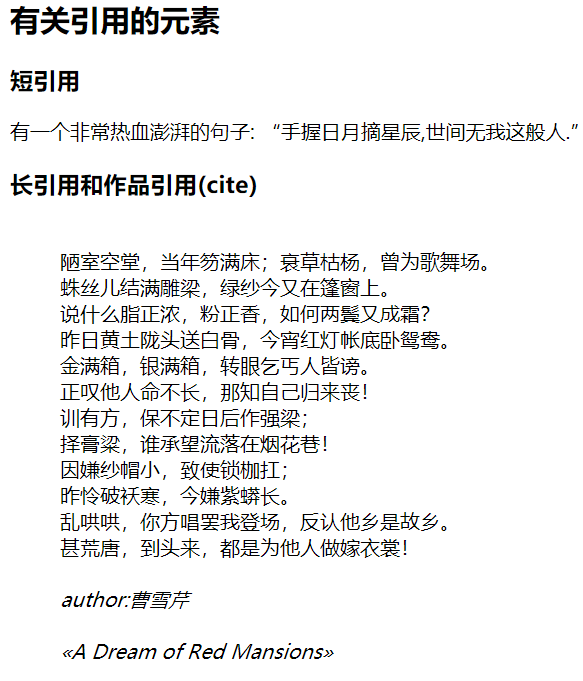 有关引用的元素
短引用
有一个非常热血澎湃的句子: “手握日月摘星辰,世间无我这般人.”
长引用和作品引用(cite)
陋室空堂，当年笏满床；衰草枯杨，曾为歌舞场。
蛛丝儿结满雕梁，绿纱今又在篷窗上。
说什么脂正浓，粉正香，如何两鬓又成霜？
昨日黄土陇头送白骨，今宵红灯帐底卧鸳鸯。
金满箱，银满箱，转眼乞丐人皆谤。
正叹他人命不长，那知自己归来丧！
训有方，保不定日后作强梁；
择膏粱，谁承望流落在烟花巷！
因嫌纱帽小，致使锁枷扛；
昨怜破袄寒，今嫌紫蟒长。
乱哄哄，你方唱罢我登场，反认他乡是故乡。
甚荒唐，到头来，都是为他人做嫁衣裳！
author:曹雪芹
«A Dream of Red Mansions»